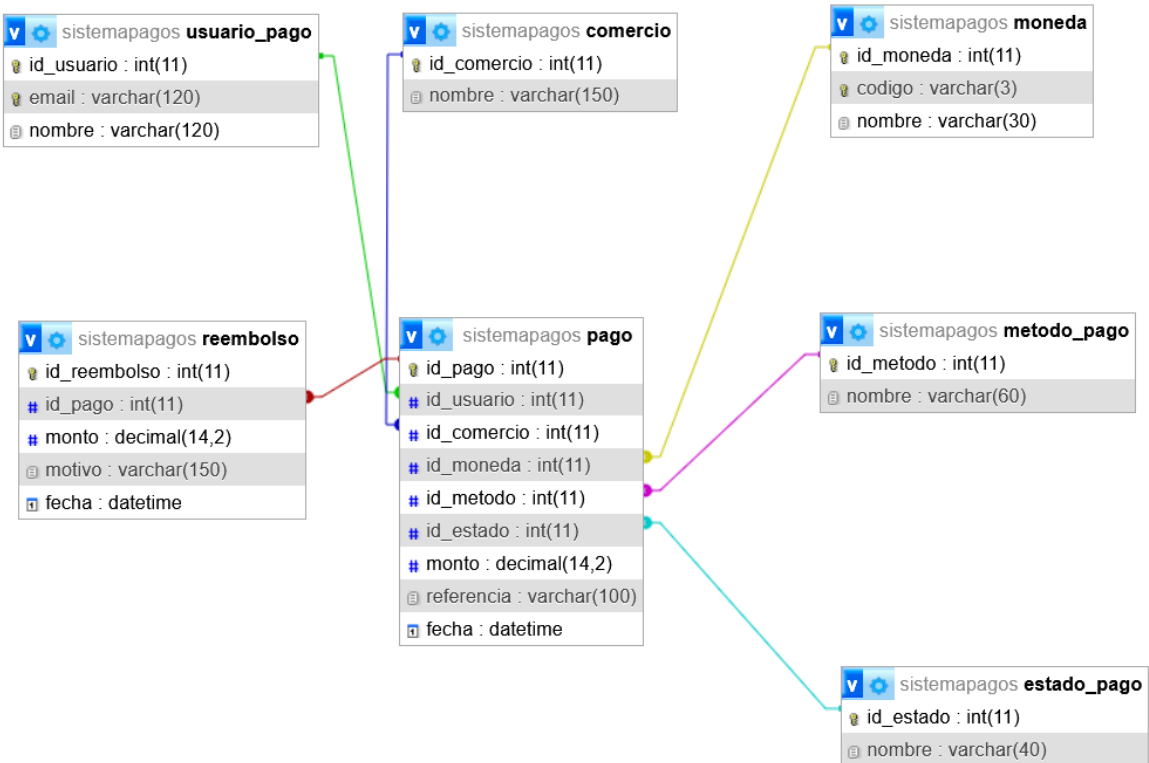 v sistemapagos usuario_pago
id_usuario : int(11)
email : varchar(120)
nombre : varchar(120)
v sistemapagos comercio
id_comercio : int(11)
nombre : varchar(150)
v sistemapagos moneda
id_moneda : int(11)
codigo : varchar(3)
nombre : varchar(30)
v sistemapagos reembolso
id_reembolso : int(11)
# id_pago : int(11)
# monto : decimal(14,2)
motivo : varchar(150)
fecha : datetime
v sistemapagos pago
id_pago : int(11)
# id_usuario : int(11)
# id_comercio : int(11)
# id_moneda : int(11)
# id_metodo : int(11)
# id_estado : int(11)
# monto : decimal(14,2)
referencia : varchar(100)
fecha : datetime
v sistemapagos metodo_pago
id_metodo : int(11)
nombre : varchar(60)
v sistemapagos estado_pago
id_estado : int(11)
nombre : varchar(40)